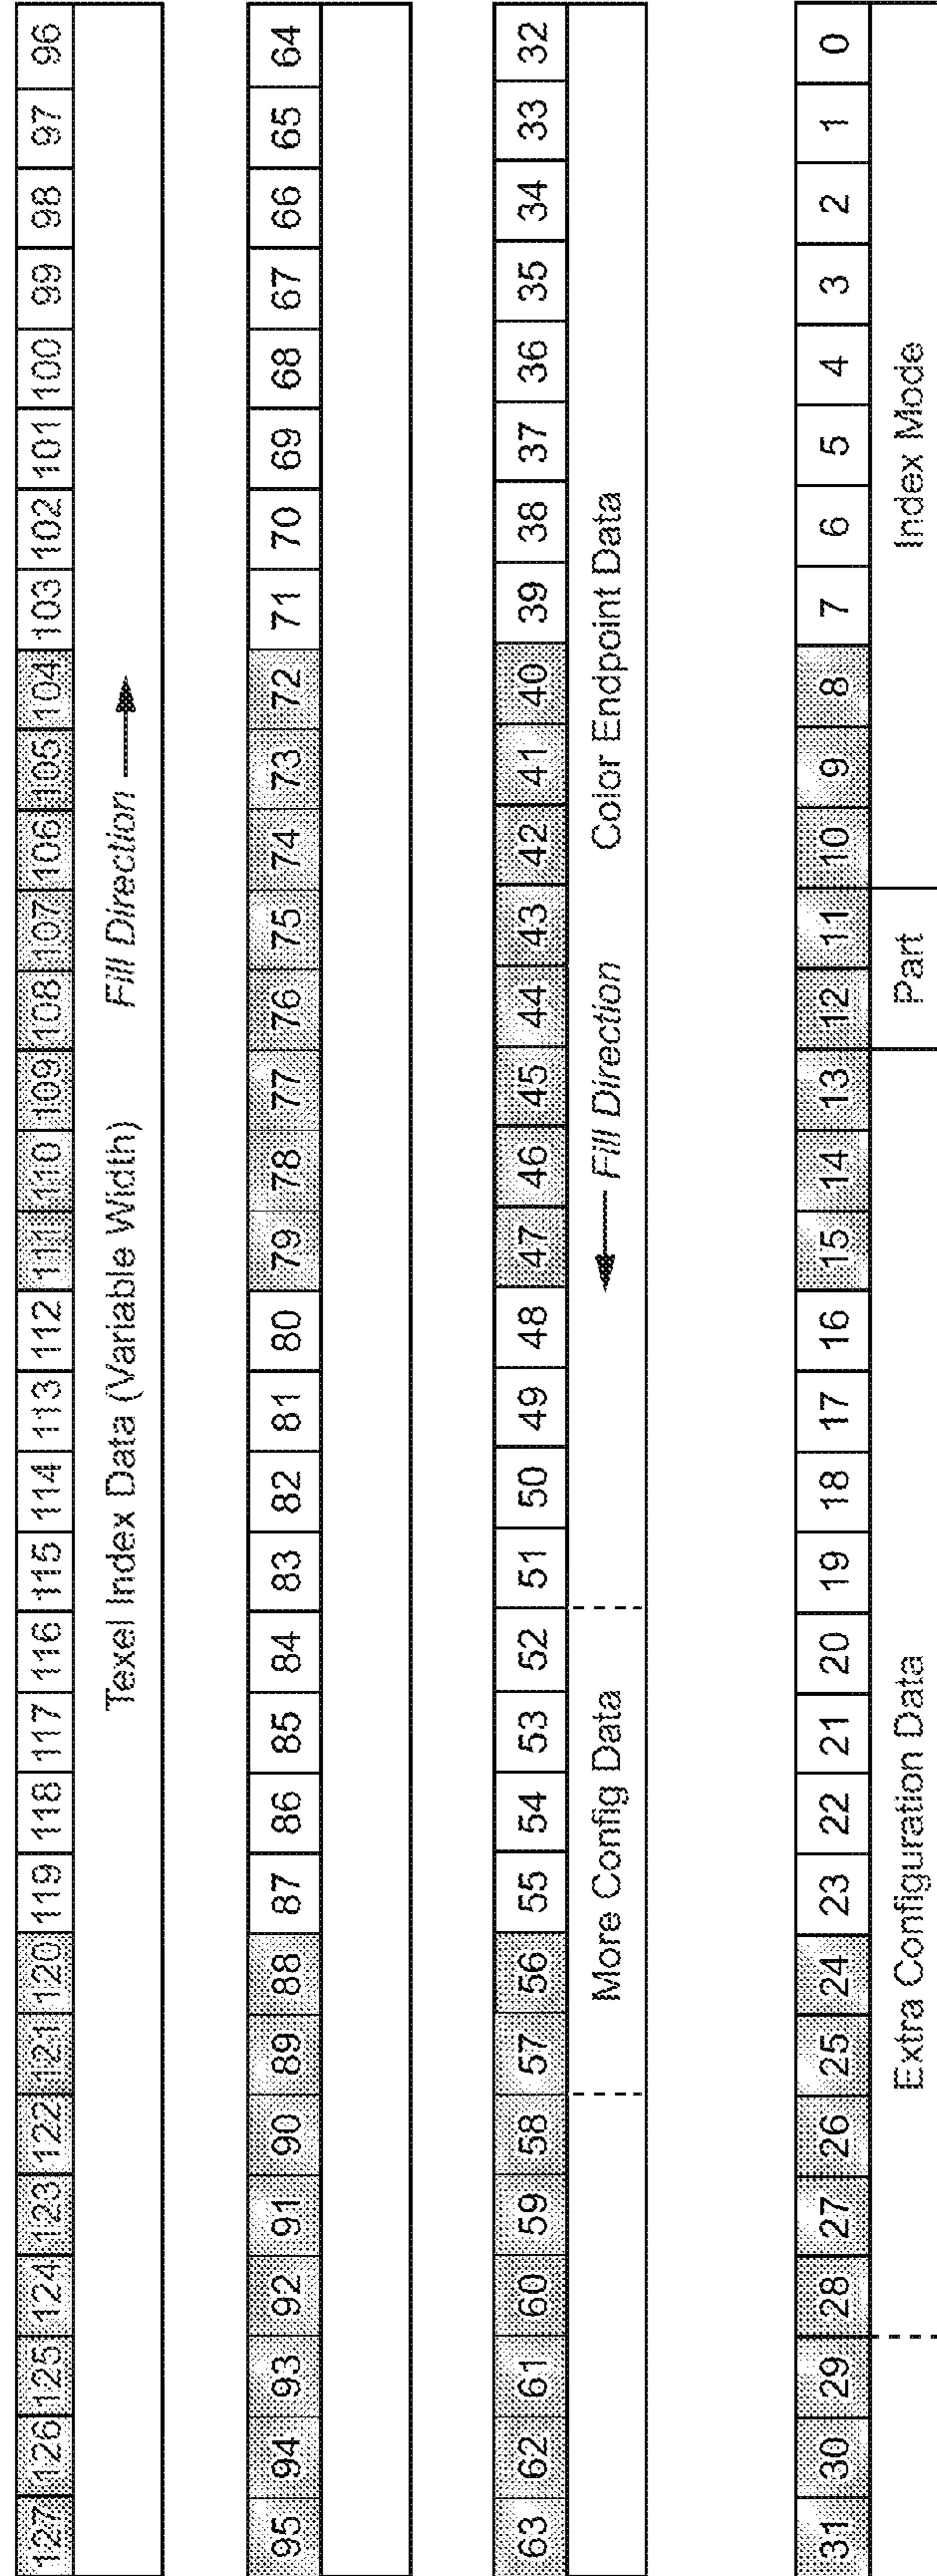 127 126 125 124 123 122 121 120 119 118 117 116 115 114 113 112 111 110 109 108 107 106 105 104 103 102 101 100 99 98 97 96
Texel Index Data (Variable Width) Fill Direction
95 94 93 92 91 90 89 88 87 86 85 84 83 82 81 80 79 78 77 76 75 74 73 72 71 70 69 68 67 66 65 64
63 62 61 60 59 58 57 56 55 54 53 52 51 50 49 48 47 46 45 44 43 42 41 40 39 38 37 36 35 34 33 32
More Config Data Fill Direction Color Endpoint Data
31 30 29 28 27 26 25 24 23 22 21 20 19 18 17 16 15 14 13 12 11 10 9 8 7 6 5 4 3 2 1 0
Extra Configuration Data Part Index Mode